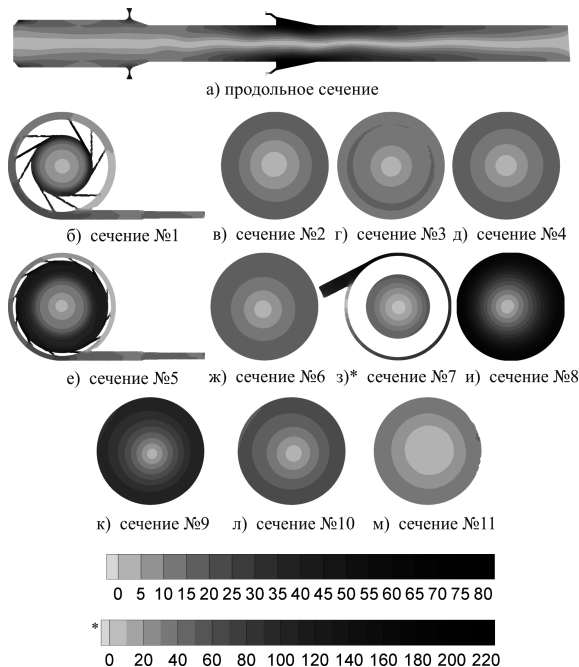 а) продольное сечение
б) сечение №1
в) сечение №2
г) сечение №3
д) сечение №4
е) сечение №5
ж) сечение №6
з)* сечение №7
и) сечение №8
к) сечение №9
л) сечение №10
м) сечение №11
0 5 10 15 20 25 30 35 40 45 50 55 60 65 70 75 80
*
0 20 40 60 80 100 120 140 160 180 200 220